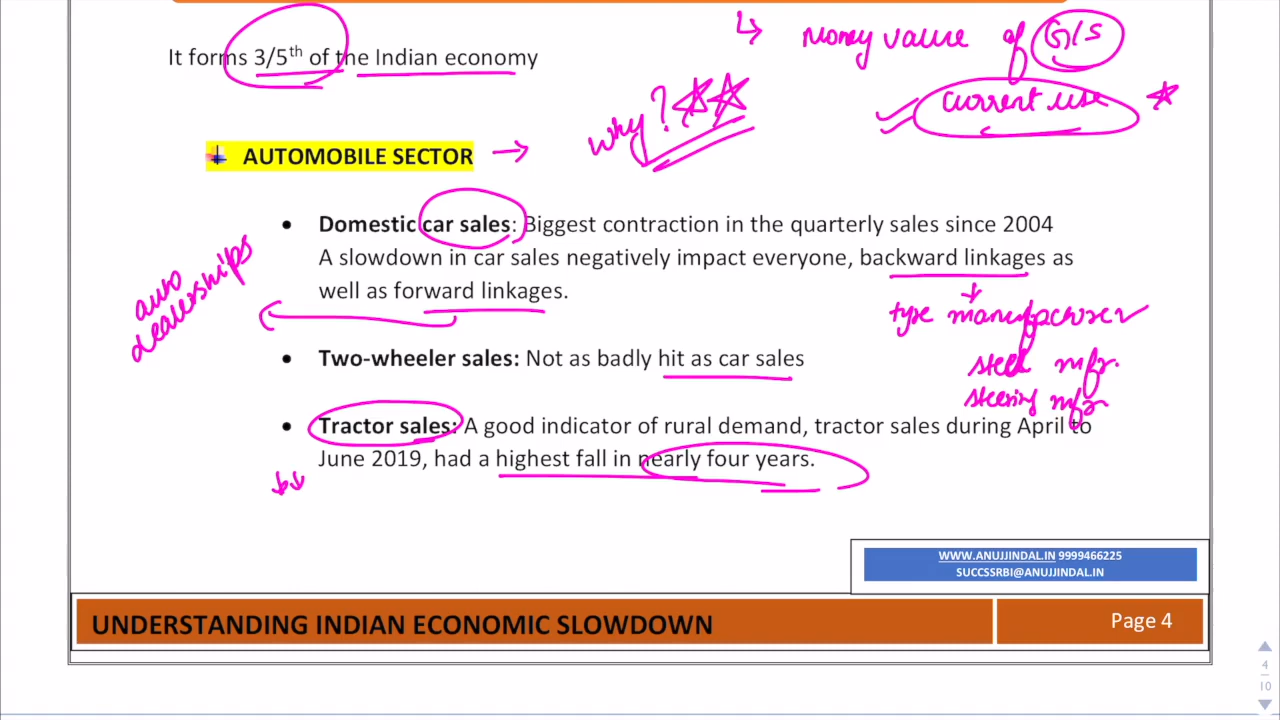 It forms 3/5th of the Indian economy
↳ money value of G/S
current use
why?
AUTOMOBILE SECTOR →
• Domestic car sales: Biggest contraction in the quarterly sales since 2004
A slowdown in car sales negatively impact everyone, backward linkages as
well as forward linkages.
auto
dealerships
tyre manufacturer
steel mfr.
steering mfr
• Two-wheeler sales: Not as badly hit as car sales
• Tractor sales: A good indicator of rural demand, tractor sales during April to
June 2019, had a highest fall in nearly four years.
WWW.ANUJJINDAL.IN 9999466225
SUCCSSRBI@ANUJJINDAL.IN
UNDERSTANDING INDIAN ECONOMIC SLOWDOWN
Page 4
4
10